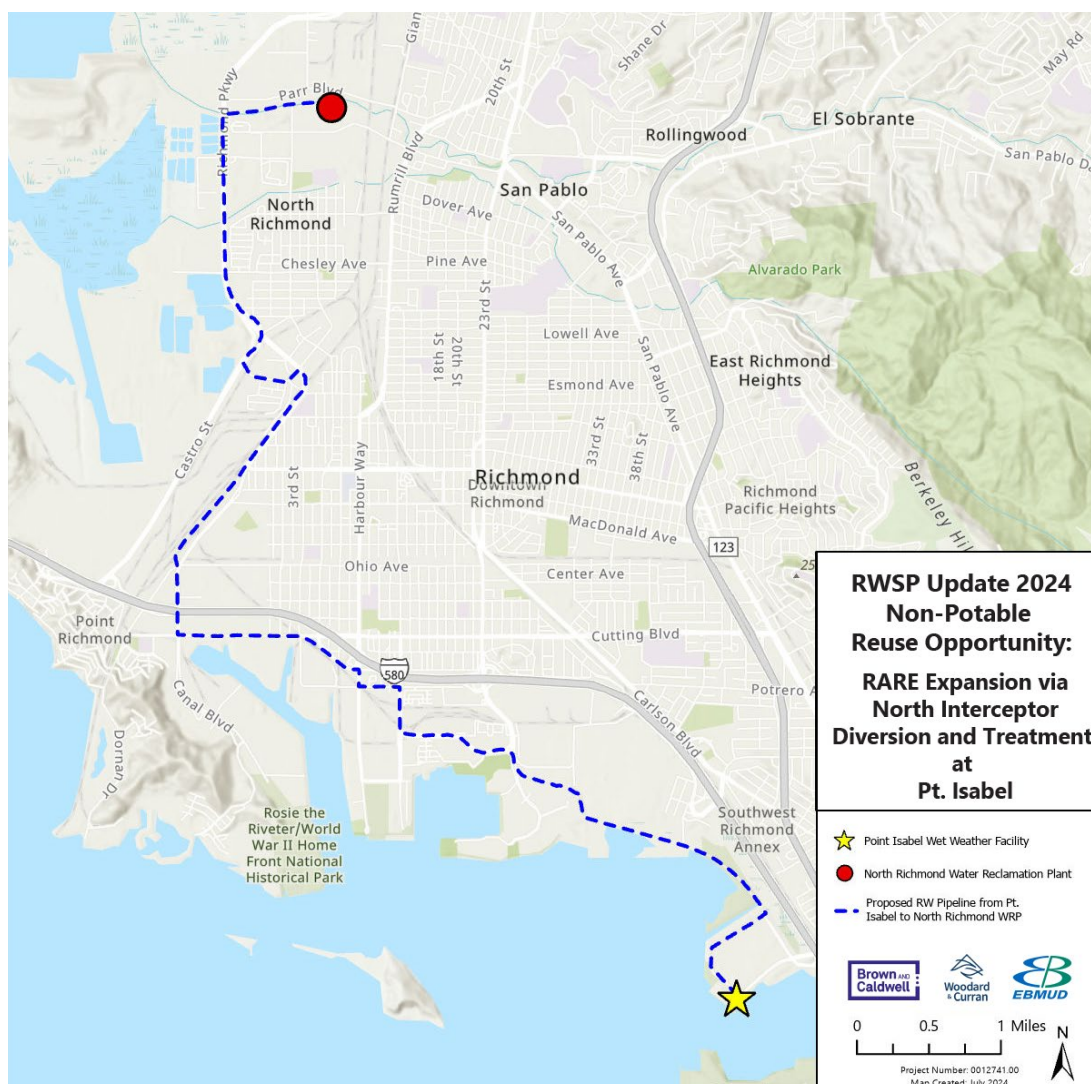 Giant
Shane Dr
May Rd
20th St
Parr Blvd
Richmond Pkwy
Rumrill Blvd
Rollingwood
El Sobrante
San Pablo Da
San Pablo
North
Richmond
Dover Ave
San Pablo Ave
Chesley Ave
Pine Ave
Alvarado Park
23rd St
20th St
18th St
Lowell Ave
San Pablo Ave
East Richmond
Heights
Esmond Ave
Castro St
33rd St
38th St
3rd St
Harbour Way
Richmond
Downtown
Richmond
Richmond
Pacific Heights
Berkeley Hil
MacDonald Ave
123
Ohio Ave
Center Ave
25
Point
Richmond
Cutting Blvd
580
Potrero A
Canal Blvd
Carlson Blvd
Dornan Dr
Rosie the
Riveter/World
War II Home
Front National
Historical Park
Southwest
Richmond
Annex
RWSP Update 2024
Non-Potable
Reuse Opportunity:
RARE Expansion via
North Interceptor
Diversion and Treatment
at
Pt. Isabel
Point Isabel Wet Weather Facility
North Richmond Water Reclamation Plant
Proposed RW Pipeline from Pt.
Isabel to North Richmond WRP
Brown AND
Caldwell
Woodard
& Curran
EBMUD
0 0.5 1 Miles
N
Project Number: 0012741.00
Map Created: July 2024